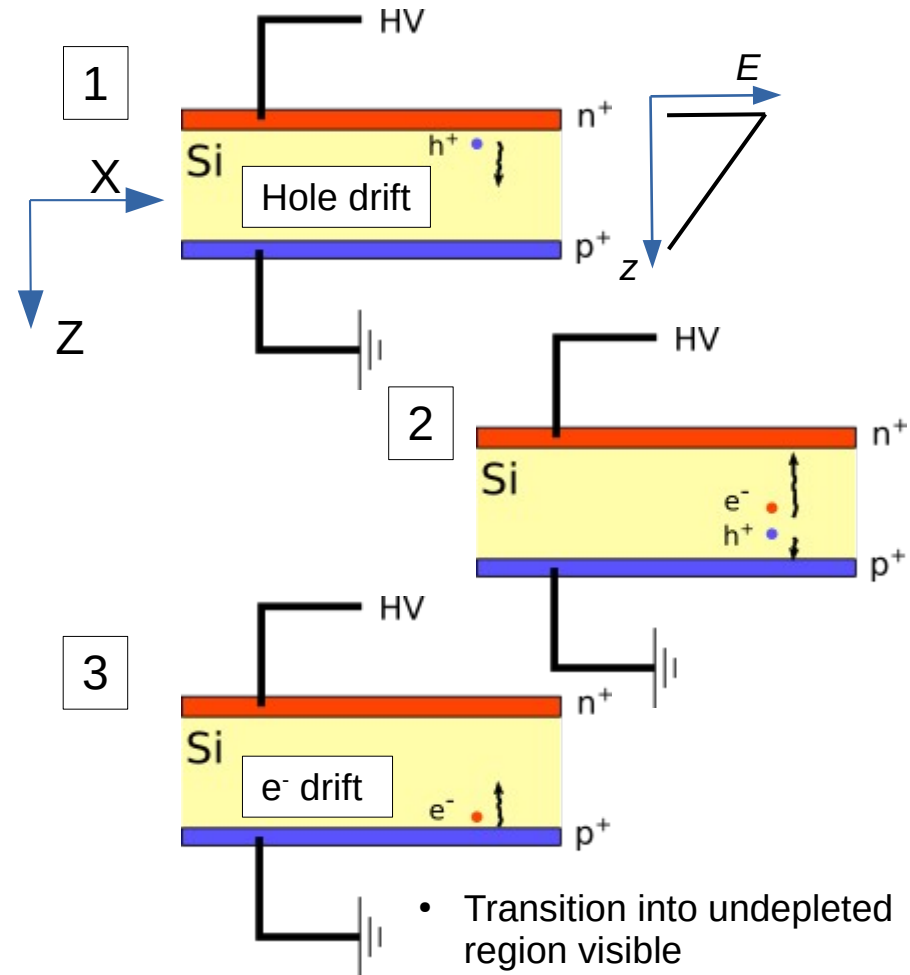 HV
1
n⁺
Si
h⁺
Hole drift
p⁺
X
Z
E
z
HV
2
n⁺
Si
e⁻
h⁺
p⁺
HV
3
n⁺
Si
e⁻ drift
e⁻
p⁺
• Transition into undepleted
region visible